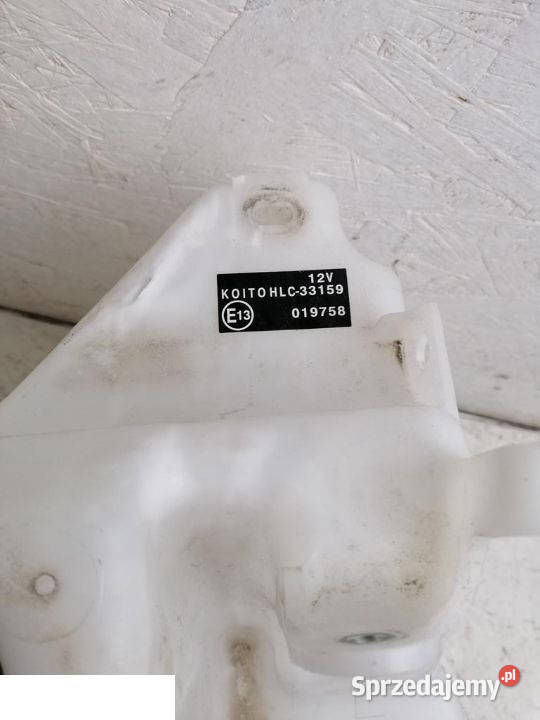 12V
KOITO HLC-33159
E13 019758
Sprzedajemy.pl